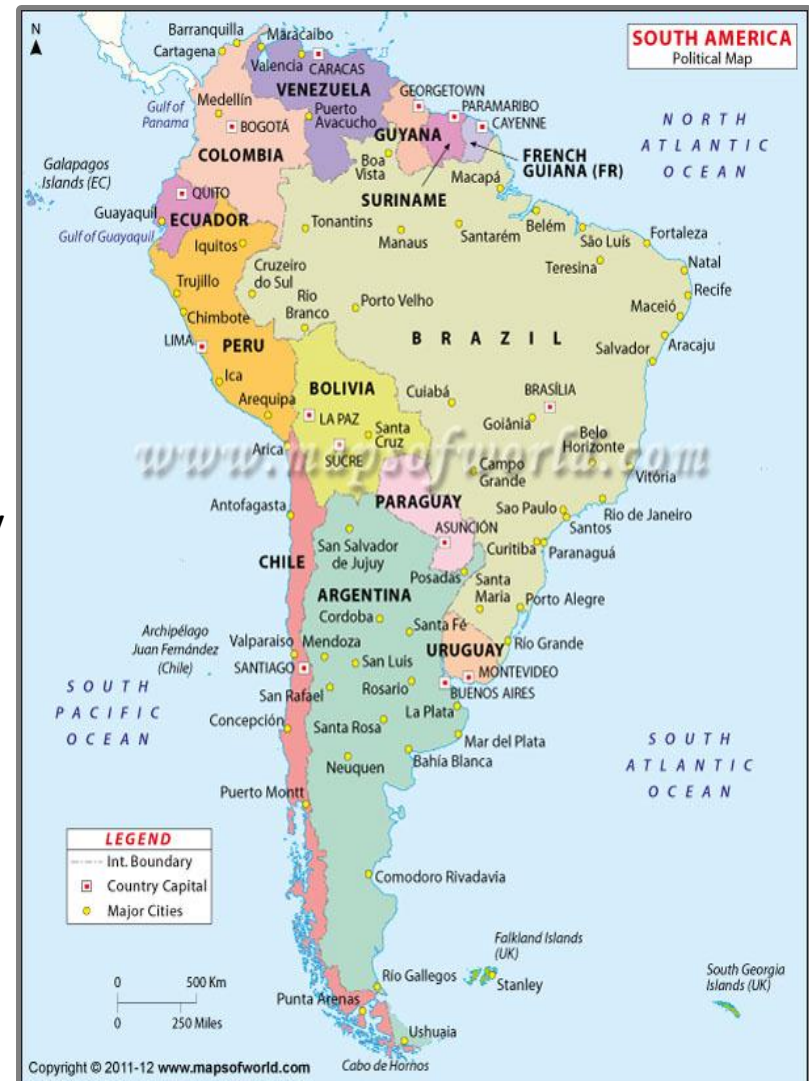 SOUTH AMERICA
Political Map
N
Barranquilla
Maracaibo
Cartagena
Valencia
CARACAS
VENEZUELA
GEORGETOWN
PARAMARIBO
CAYENNE
Gulf of
Panama
Medellín
BOGOTÁ
Puerto
Avacucho
GUYANA
NORTH
ATLANTIC
OCEAN
COLOMBIA
Boa
Vista
FRENCH
GUIANA (FR)
Galapagos
Islands (EC)
SURINAME
Macapá
QUITO
Guayaquil
ECUADOR
Gulf of Guayaquil
Iquitos
Tonantins
Manaus
Santarém
Belém
São Luís
Fortaleza
Teresina
Natal
Trujillo
Cruzeiro
do Sul
Rio
Branco
Porto Velho
Recife
Maceió
Chimbote
LIMA
PERU
BRAZIL
Salvador
Aracaju
Ica
BOLIVIA
Cuiabá
BRASÍLIA
Arequipa
LA PAZ
Goiânia
Santa
Cruz
Belo
Horizonte
Arica
SUCRE
www.mapsofworld.com
Campo
Grande
Vitória
Antofagasta
PARAGUAY
Sao Paulo
Rio de Janeiro
Santos
ASUNCIÓN
San Salvador
de Jujuy
Curitiba
Paranaguá
CHILE
Posadas
Santa
Maria
ARGENTINA
Porto Alegre
Cordoba
Santa Fé
Archipélago
Juan Fernández
(Chile)
Valparaiso
Mendoza
URUGUAY
Río Grande
SANTIAGO
San Luis
MONTEVIDEO
SOUTH
PACIFIC
OCEAN
San Rafael
Rosario
BUENOS AIRES
La Plata
Concepción
Santa Rosa
Mar del Plata
SOUTH
ATLANTIC
OCEAN
Neuquen
Bahía Blanca
Puerto Montt
LEGEND
Int. Boundary
Country Capital
Major Cities
Comodoro Rivadavia
Falkland Islands
(UK)
Stanley
South Georgia
Islands (UK)
0 500 Km
0 250 Miles
Río Gallegos
Punta Arenas
Ushuaia
Cabo de Hornos
Copyright © 2011-12 www.mapsofworld.com